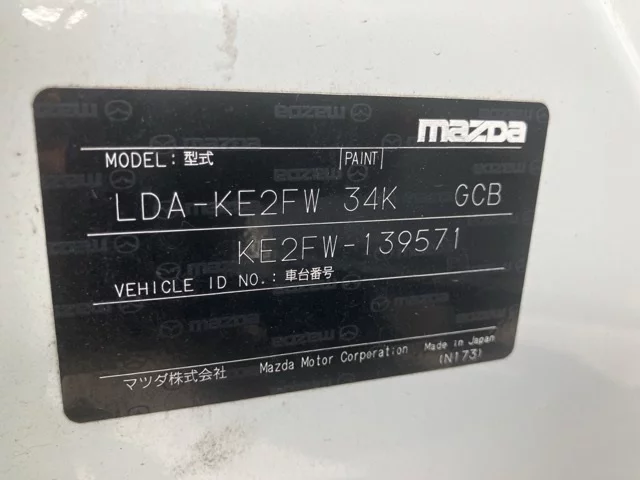 mazda
MODEL: 型式 PAINT
LDA-KE2FW 34K GCB
KE2FW-139571
VEHICLE ID NO.: 車台番号
マツダ株式会社 Mazda Motor Corporation Made in Japan
(N173)